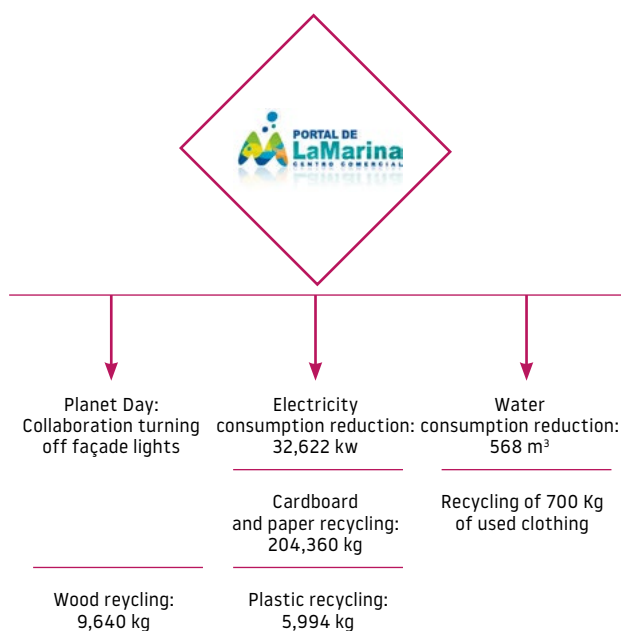 PORTAL DE
LaMarina
CENTRO COMERCIAL
Planet Day:
Collaboration turning
off façade lights
Wood reycling:
9,640 kg
Electricity
consumption reduction:
32,622 kw
Cardboard
and paper recycling:
204,360 kg
Plastic recycling:
5,994 kg
Water
consumption reduction:
568 m³
Recycling of 700 Kg
of used clothing